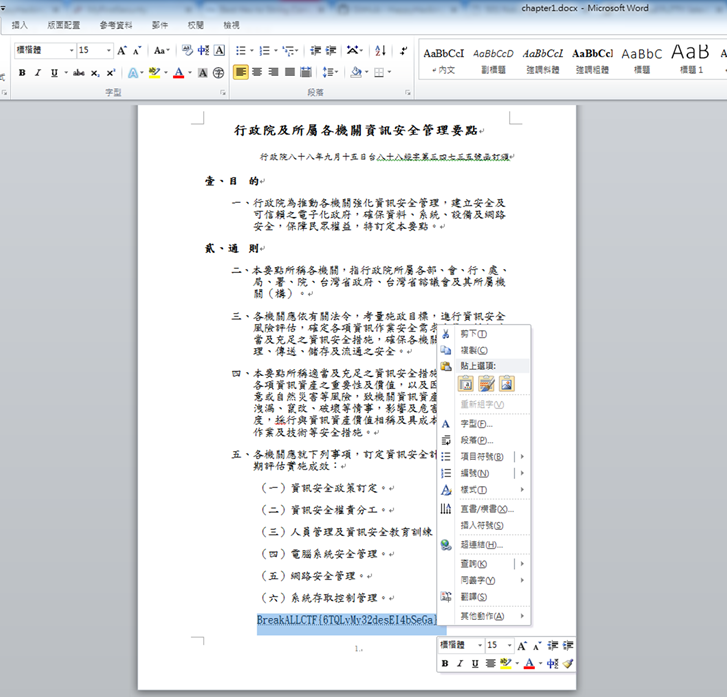 chapter1.docx - Microsoft Word
插入 版面配置 參考資料 郵件 校閱 檢視
標楷體 15
AaBbCcI AaBbCcD AaBbCcL AaBbCcl AaBbC AaB
內文 副標題 強調斜體 強調粗體 標題 標題 1
字型 段落
行政院及所屬各機關資訊安全管理要點
行政院八十八年九月十五日台八十八經字第三四七三五號函訂頒
壹、目 的
一、行政院為推動各機關強化資訊安全管理，建立安全及
可信賴之電子化政府，確保資料、系統、設備及網路
安全，保障民眾權益，特訂定本要點。
貳、通 則
二、本要點所稱各機關，指行政院所屬各部、會、行、處、
局、署、院、台灣省政府、台灣省諮議會及其所屬機
關（構）。
三、各機關應依有關法令，考量施政目標，進行資訊安全
風險評估，確定各項資訊作業安全需求
當及充足之資訊安全措施，確保各機關
理、傳送、儲存及流通之安全。
四、本要點所稱適當及充足之資訊安全措施
各項資訊資產之重要性及價值，以及因
意或自然災害等風險，致機關資訊資產
洩漏、竄改、破壞等情事，影響及危害
度，採行與資訊資產價值相稱及具成本
作業及技術等安全措施。
五、各機關應就下列事項，訂定資訊安全計
期評估實施成效：
（一）資訊安全政策訂定。
（二）資訊安全權責分工。
（三）人員管理及資訊安全教育訓練
（四）電腦系統安全管理。
（五）網路安全管理。
（六）系統存取控制管理。
BreakALLCTF{6TQLyMy32desEI4bSeGa}
1
剪下(T)
複製(C)
貼上選項:
重新組字(V)
字型(F)...
段落(P)...
項目符號(B)
編號(N)
樣式(T)
直書/橫書(X)...
插入符號(S)
超連結(H)...
查詢(K)
同義字(Y)
翻譯(S)
其他動作(A)
標楷體 15